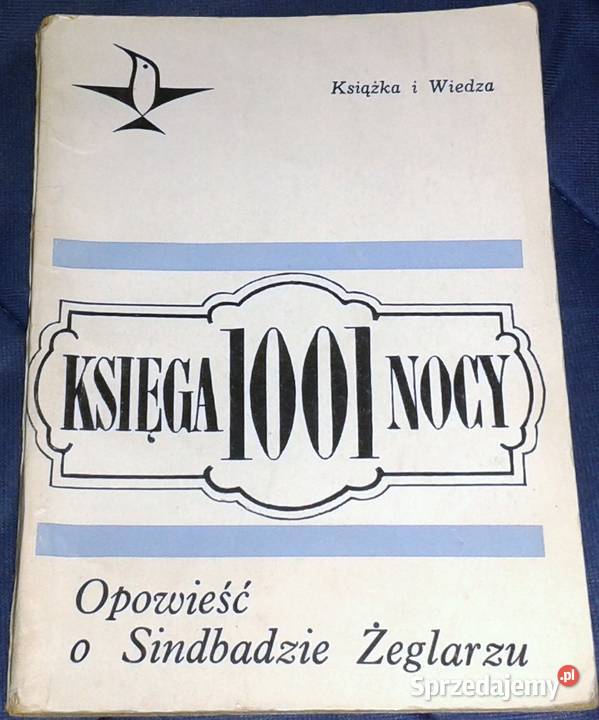 Książka i Wiedza
KSIĘGA 1001 NOCY
Opowieść
o Sindbadzie Żeglarzu
Sprzedajemy.pl